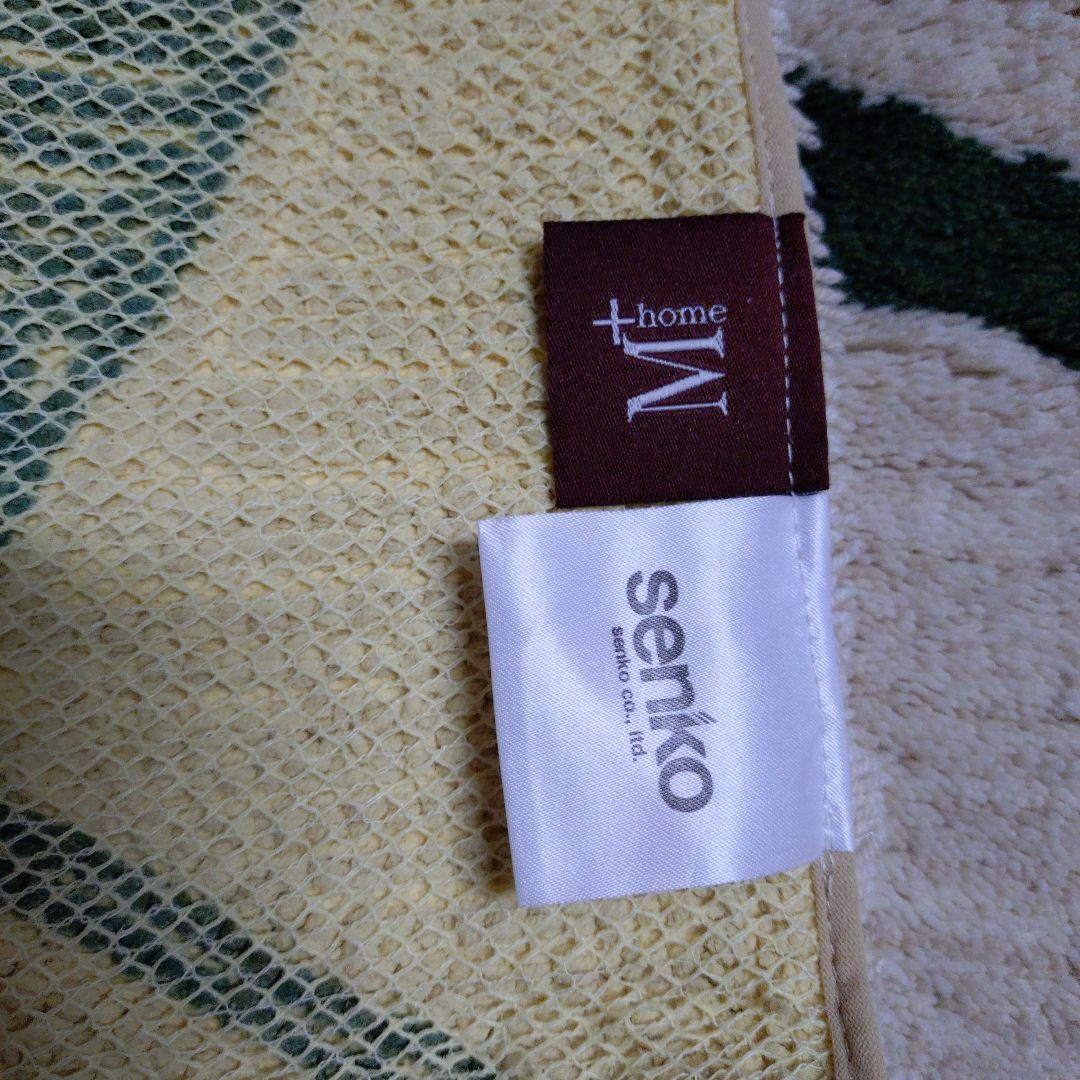 M+home
senko
senko co., ltd.